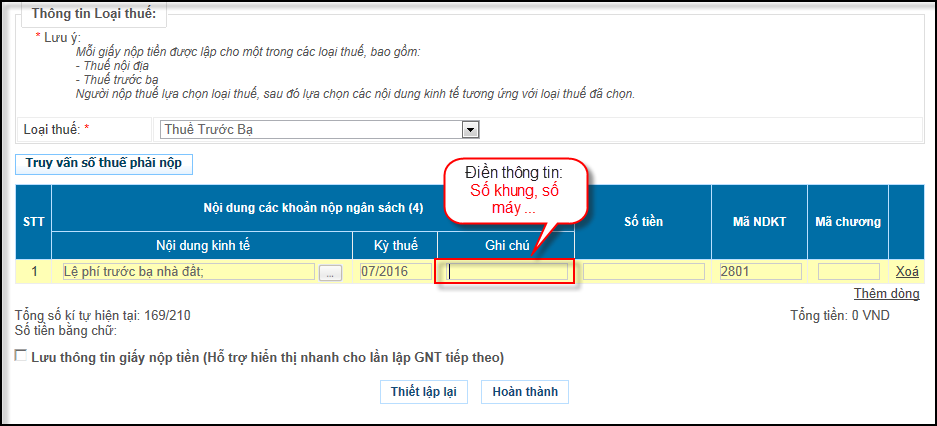 Thông tin Loại thuế:
* Lưu ý:
Mỗi giấy nộp tiền được lập cho một trong các loại thuế, bao gồm:
- Thuế nội địa
- Thuế trước bạ
Người nộp thuế lựa chọn loại thuế, sau đó lựa chọn các nội dung kinh tế tương ứng với loại thuế đã chọn.
Loại thuế: * Thuế Trước Bạ
Truy vấn số thuế phải nộp
Điền thông tin:
Số khung, số
máy ...
STT Nội dung các khoản nộp ngân sách (4) Số tiền Mã NDKT Mã chương
Nội dung kinh tế Kỳ thuế Ghi chú
1 Lệ phí trước bạ nhà đất; ... 07/2016 2801 Xoá
Thêm dòng
Tổng số kí tự hiện tại: 169/210 Tổng tiền: 0 VND
Số tiền bằng chữ:
Lưu thông tin giấy nộp tiền (Hỗ trợ hiển thị nhanh cho lần lập GNT tiếp theo)
Thiết lập lại Hoàn thành